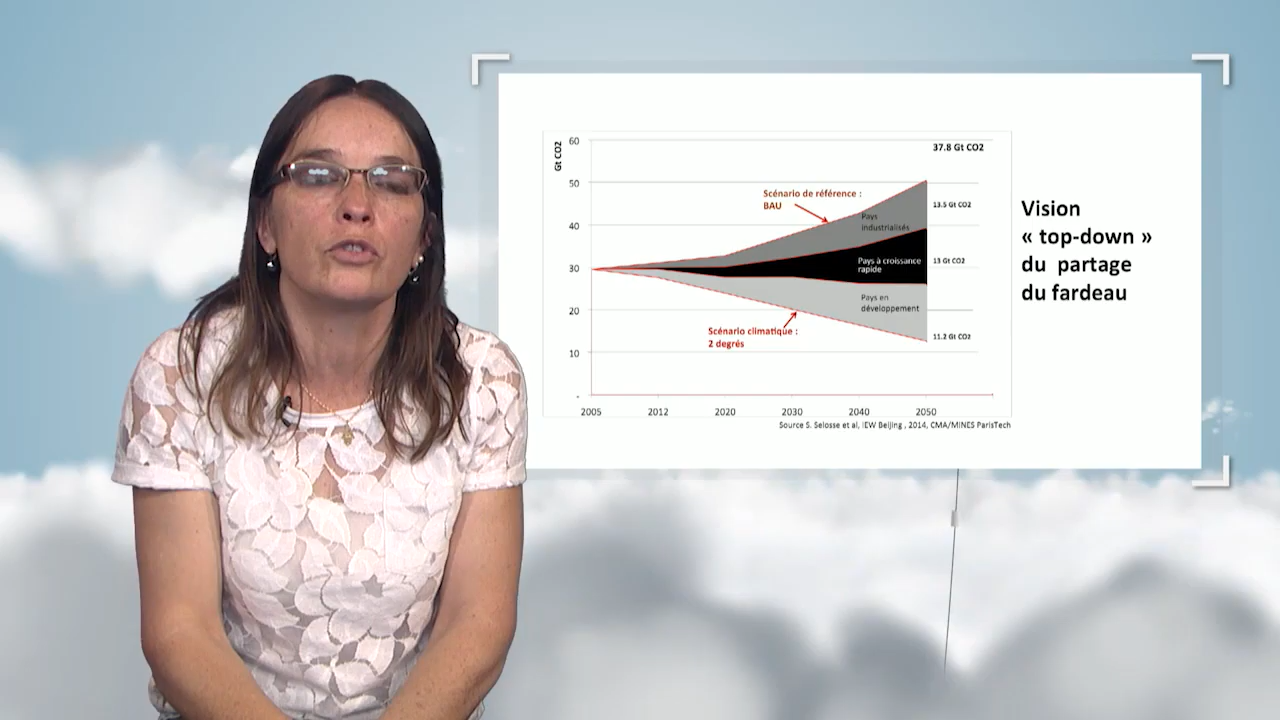 60
37.8 Gt CO2
Gt CO2
50
Scénario de référence :
BAU
13.5 Gt CO2
Pays
industrialisés
40
30
Pays à croissance
rapide
13 Gt CO2
Pays en
développement
20
Scénario climatique :
2 degrés
11.2 Gt CO2
10
-
2005 2012 2020 2030 2040 2050
Source S. Selosse et al, IEW Beijing , 2014, CMA/MINES ParisTech
Vision
« top-down »
du partage
du fardeau